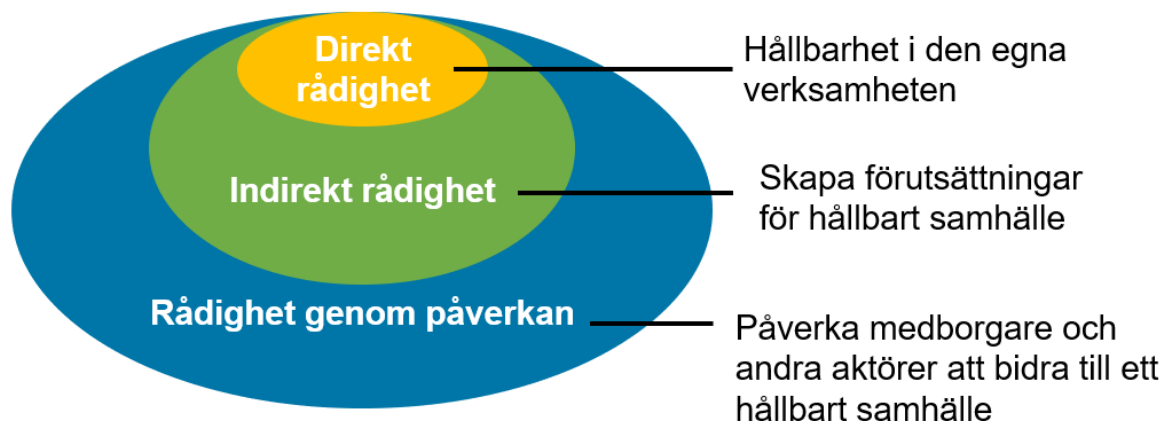 Direkt
rådighet
Hållbarhet i den egna
verksamheten
Indirekt rådighet
Skapa förutsättningar
för hållbart samhälle
Rådighet genom påverkan
Påverka medborgare och
andra aktörer att bidra till ett
hållbart samhälle